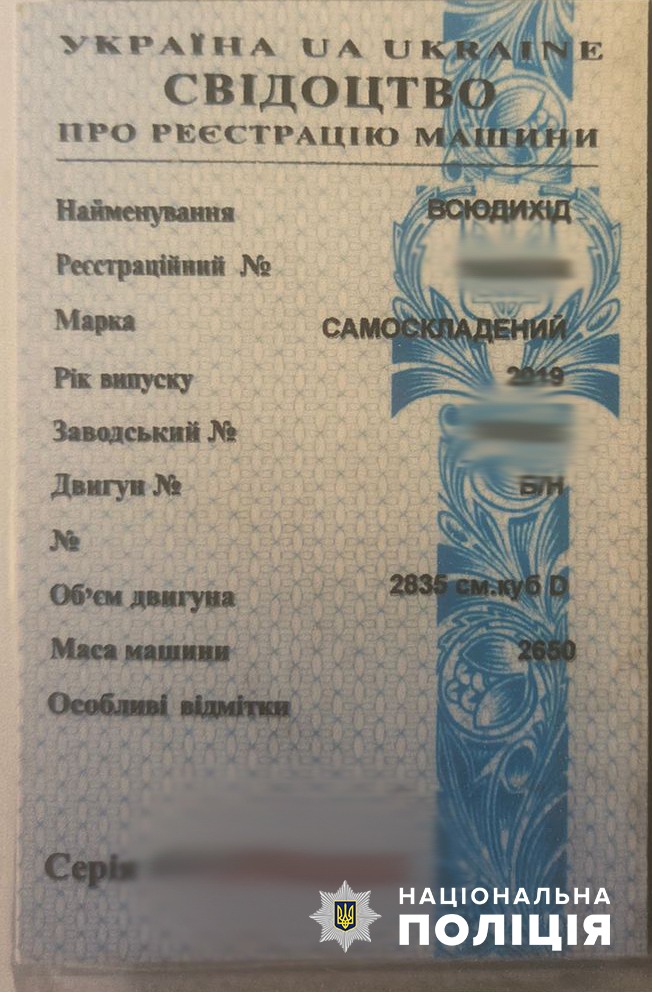 УКРАЇНА UA UKRAINE
СВІДОЦТВО
ПРО РЕЄСТРАЦІЮ МАШИНИ
Найменування ВСЮДИХІД
Реєстраційний №
Марка САМОСКЛАДЕНИЙ
Рік випуску 2019
Заводський №
Двигун № Б/Н
№
Об'єм двигуна 2835 см.куб D
Маса машини 2650
Особливі відмітки
Серія
НАЦІОНАЛЬНА
ПОЛІЦІЯ